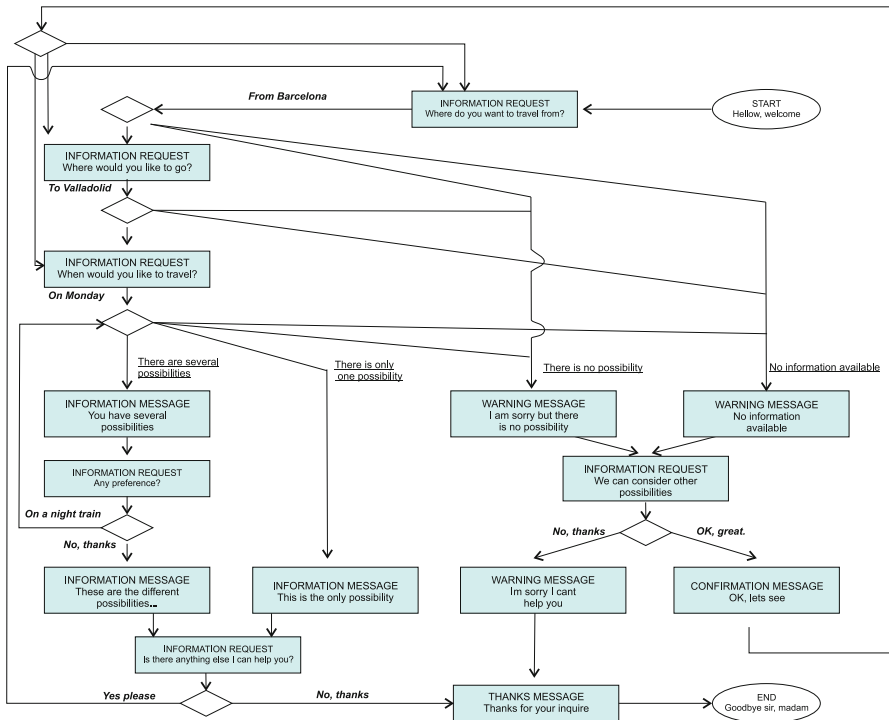 From Barcelona
INFORMATION REQUEST
Where do you want to travel from?
START
Hellow, welcome
INFORMATION REQUEST
Where would you like to go?
To Valladolid
INFORMATION REQUEST
When would you like to travel?
On Monday
There are several
possibilities
There is only
one possibility
There is no possibility
No information available
INFORMATION MESSAGE
You have several
possibilities
WARNING MESSAGE
I am sorry but there
is no possibility
WARNING MESSAGE
No information
available
INFORMATION REQUEST
Any preference?
INFORMATION REQUEST
We can consider other
possibilities
On a night train
No, thanks
No, thanks
OK, great.
INFORMATION MESSAGE
These are the different
possibilities...
INFORMATION MESSAGE
This is the only possibility
WARNING MESSAGE
Im sorry I cant
help you
CONFIRMATION MESSAGE
OK, lets see
INFORMATION REQUEST
Is there anything else I can help you?
Yes please
No, thanks
THANKS MESSAGE
Thanks for your inquire
END
Goodbye sir, madam